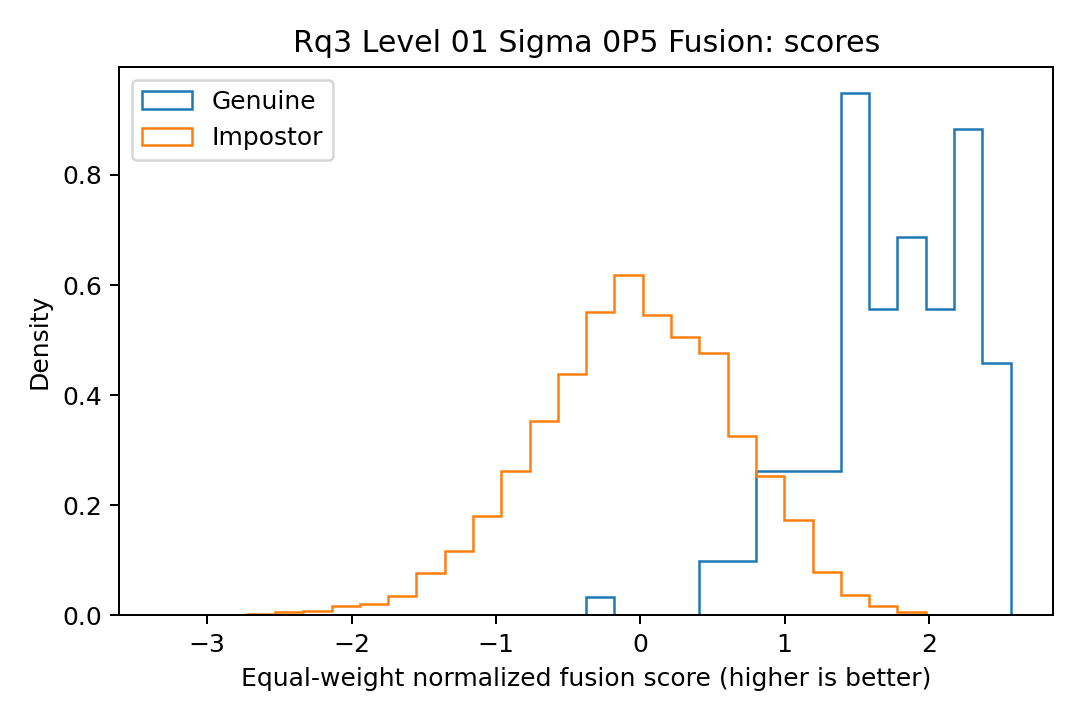 Rq3 Level 01 Sigma 0P5 Fusion: scores
Genuine
Impostor
Density
0.8
0.6
0.4
0.2
0.0
−3
−2
−1
0
1
2
Equal-weight normalized fusion score (higher is better)